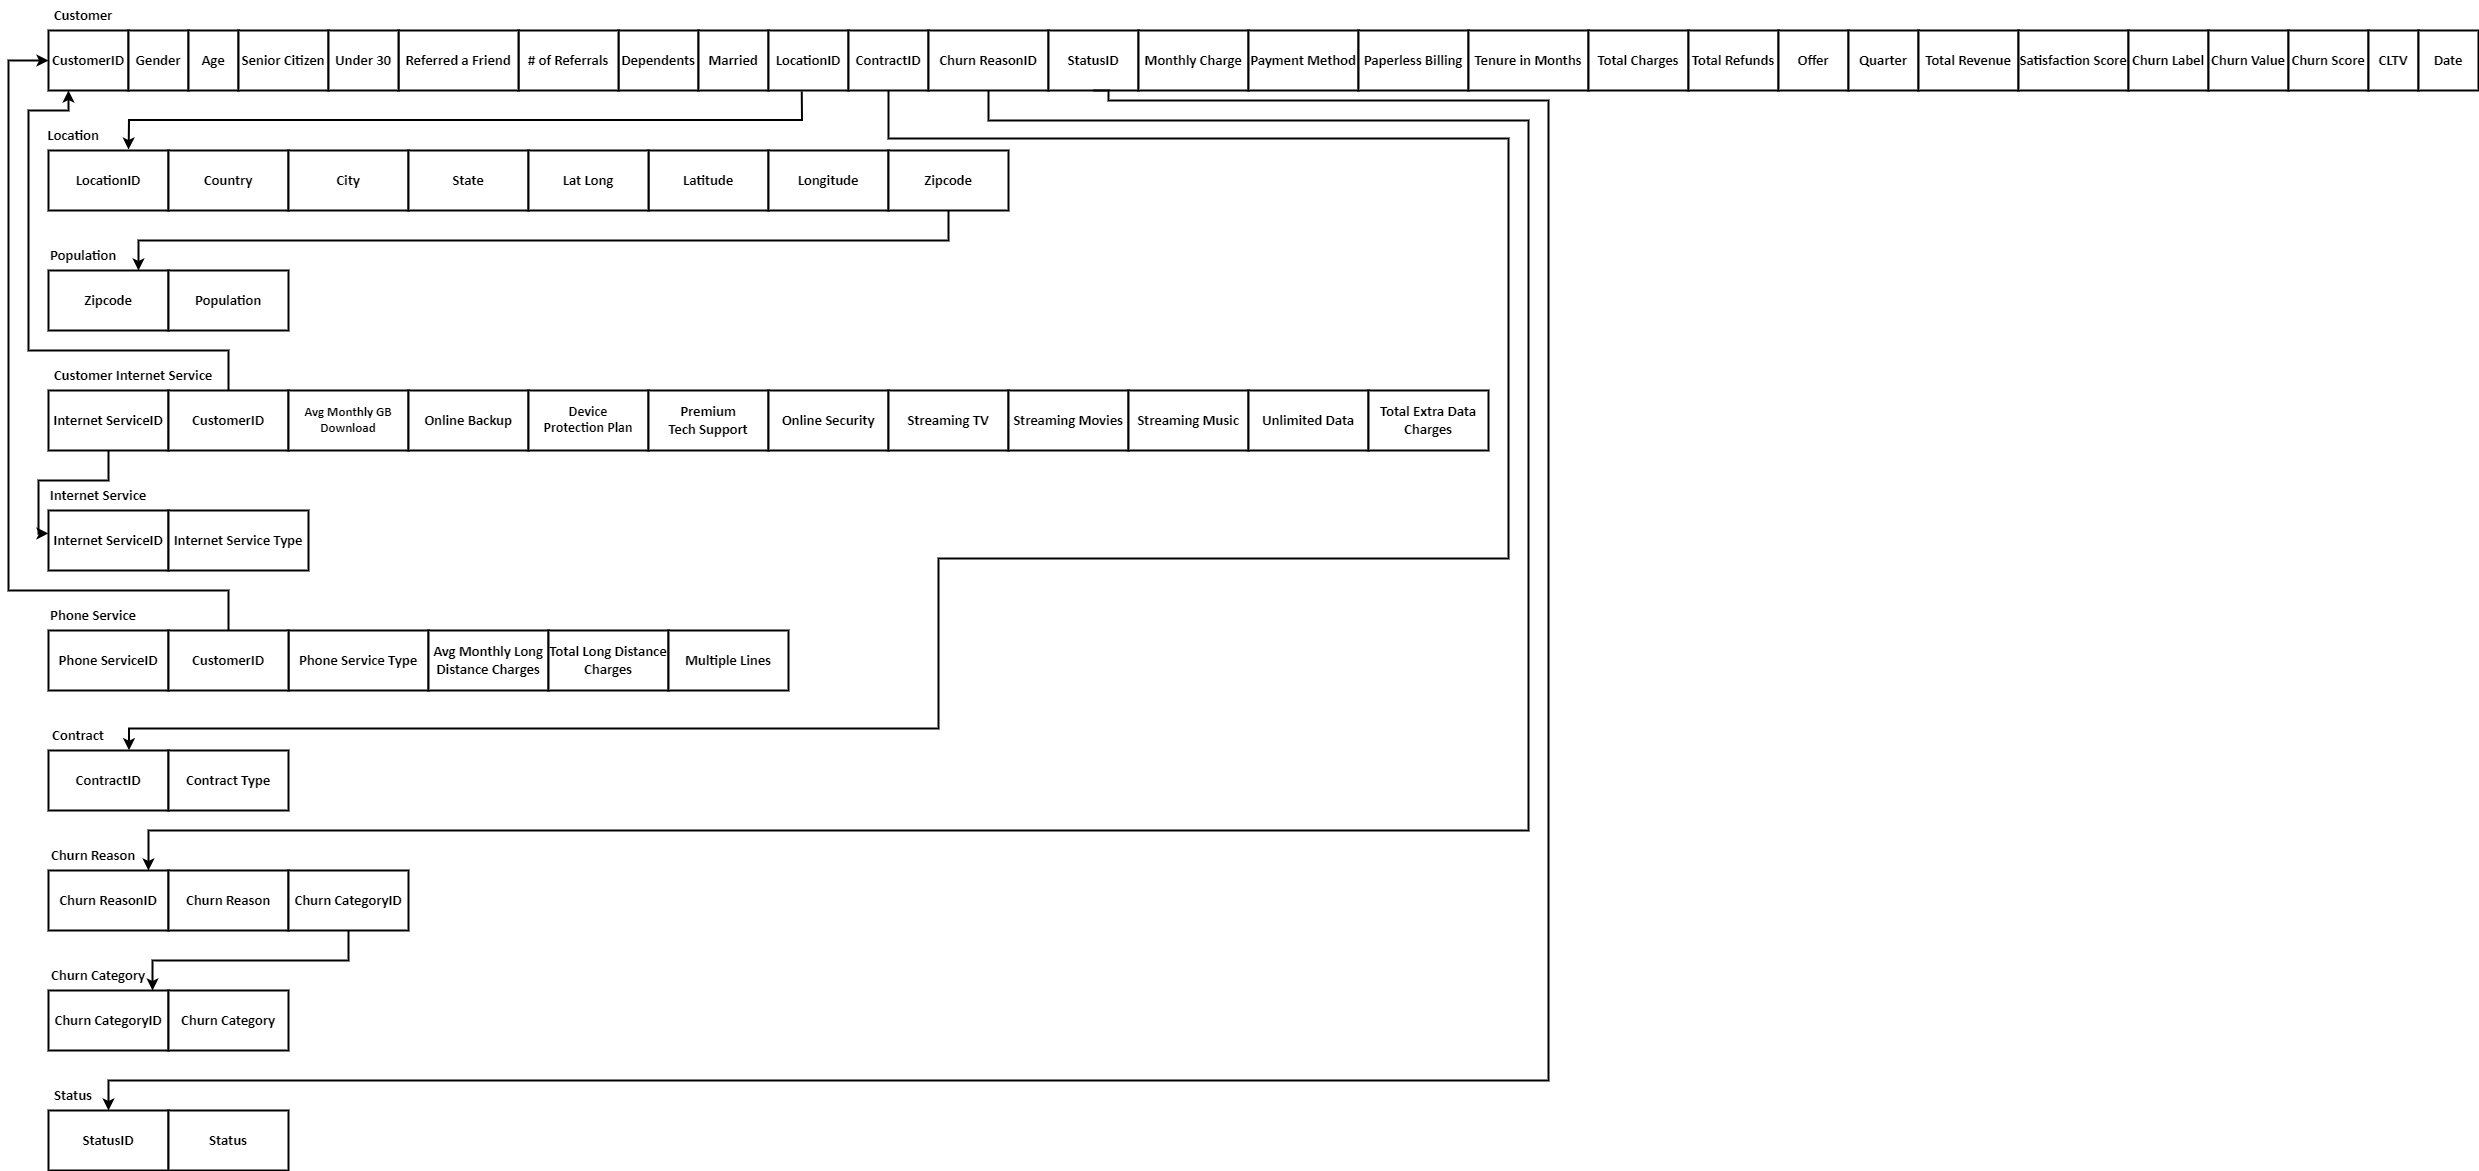 Customer
CustomerID Gender Age Senior Citizen Under 30 Referred a Friend # of Referrals Dependents Married LocationID ContractID Churn ReasonID StatusID Monthly Charge Payment Method Paperless Billing Tenure in Months Total Charges Total Refunds Offer Quarter Total Revenue Satisfaction Score Churn Label Churn Value Churn Score CLTV Date
Location
LocationID Country City State Lat Long Latitude Longitude Zipcode
Population
Zipcode Population
Customer Internet Service
Internet ServiceID CustomerID
Avg Monthly GB
Download
Online Backup
Device
Protection Plan
Premium
Tech Support
Online Security Streaming TV Streaming Movies Streaming Music Unlimited Data
Total Extra Data
Charges
Internet Service
Internet ServiceID Internet Service Type
Phone Service
Phone ServiceID CustomerID Phone Service Type
Avg Monthly Long
Distance Charges
Total Long Distance
Charges
Multiple Lines
Contract
ContractID Contract Type
Churn Reason
Churn ReasonID Churn Reason Churn CategoryID
Churn Category
Churn CategoryID Churn Category
Status
StatusID Status